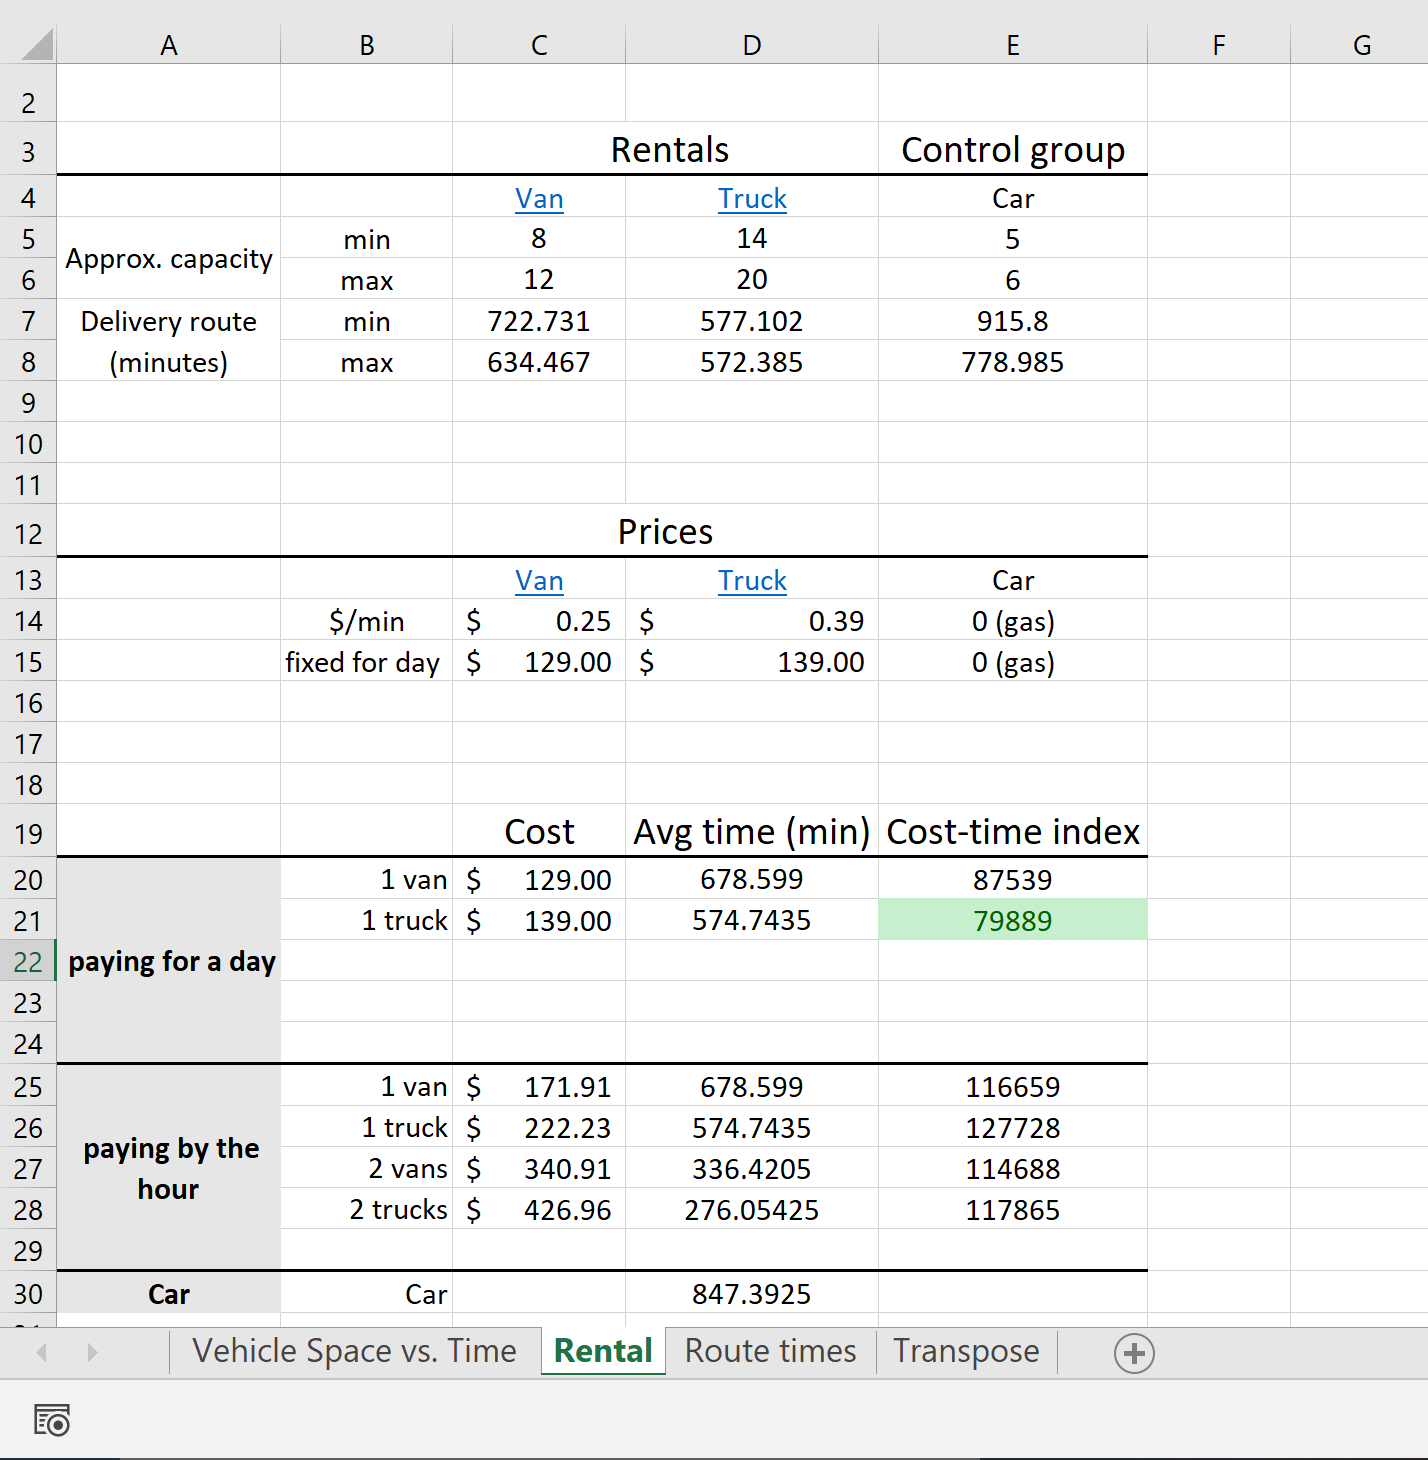 A B C D E F G
2
3 Rentals Control group
4 Van Truck Car
5 Approx. capacity min 8 14 5
6 max 12 20 6
7 Delivery route min 722.731 577.102 915.8
8 (minutes) max 634.467 572.385 778.985
9
10
11
12 Prices
13 Van Truck Car
14 $/min $ 0.25 $ 0.39 0 (gas)
15 fixed for day $ 129.00 $ 139.00 0 (gas)
16
17
18
19 Cost Avg time (min) Cost-time index
20 1 van $ 129.00 678.599 87539
21 1 truck $ 139.00 574.7435 79889
22 paying for a day
23
24
25 1 van $ 171.91 678.599 116659
26 1 truck $ 222.23 574.7435 127728
27 paying by the 2 vans $ 340.91 336.4205 114688
28 hour 2 trucks $ 426.96 276.05425 117865
29
30 Car Car 847.3925
Vehicle Space vs. Time Rental Route times Transpose